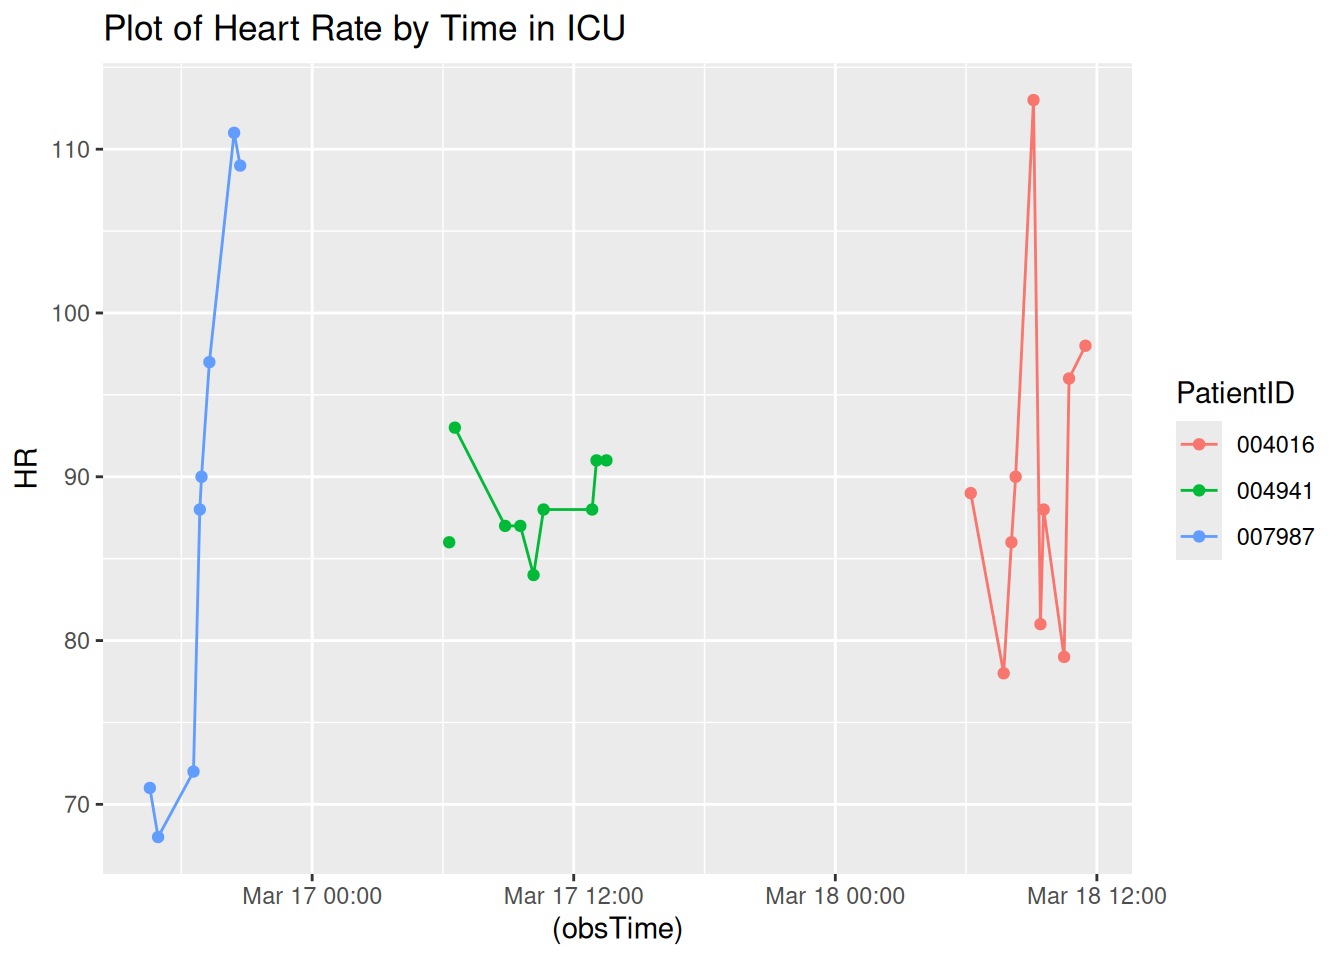 Plot of Heart Rate by Time in ICU
110
100
90
80
70
HR
Mar 17 00:00
Mar 17 12:00
Mar 18 00:00
Mar 18 12:00
(obsTime)
PatientID
004016
004941
007987